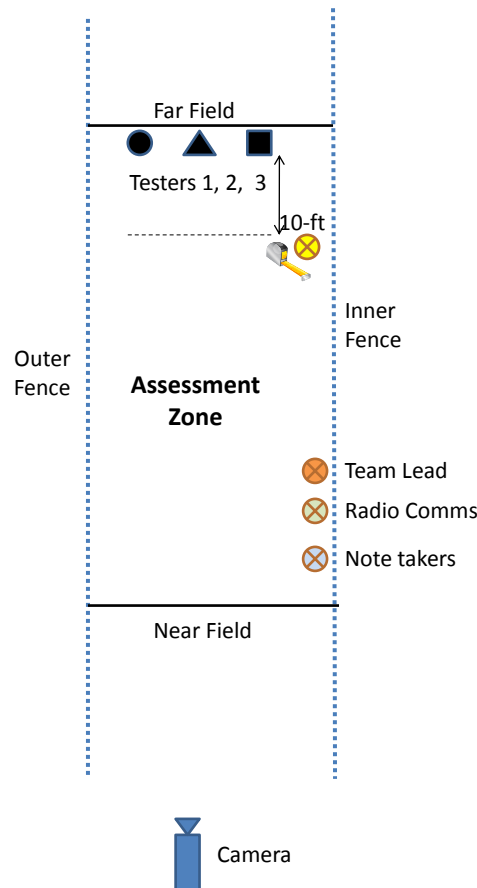 Far Field
Testers 1, 2, 3
10-ft
Inner
Fence
Outer
Fence
Assessment
Zone
Team Lead
Radio Comms
Note takers
Near Field
Camera